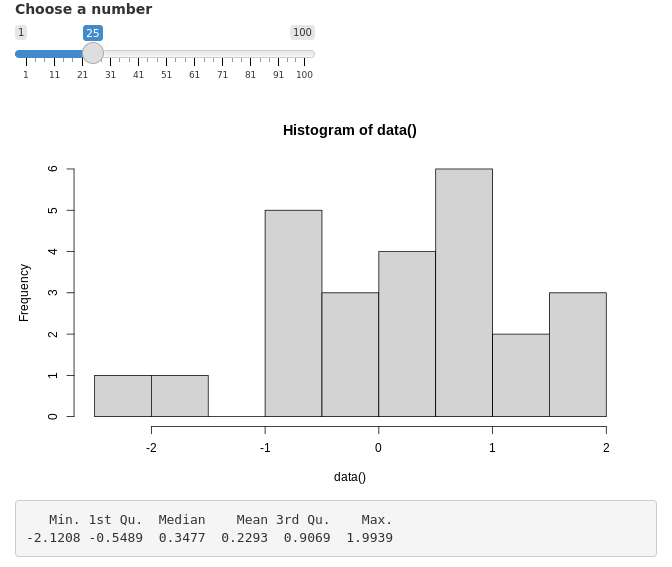 Choose a number
1 25 100
1 11 21 31 41 51 61 71 81 91 100
Histogram of data()
Frequency
6
5
4
3
2
1
0
-2 -1 0 1 2
data()
Min. 1st Qu. Median Mean 3rd Qu. Max.
-2.1208 -0.5489 0.3477 0.2293 0.9069 1.9939